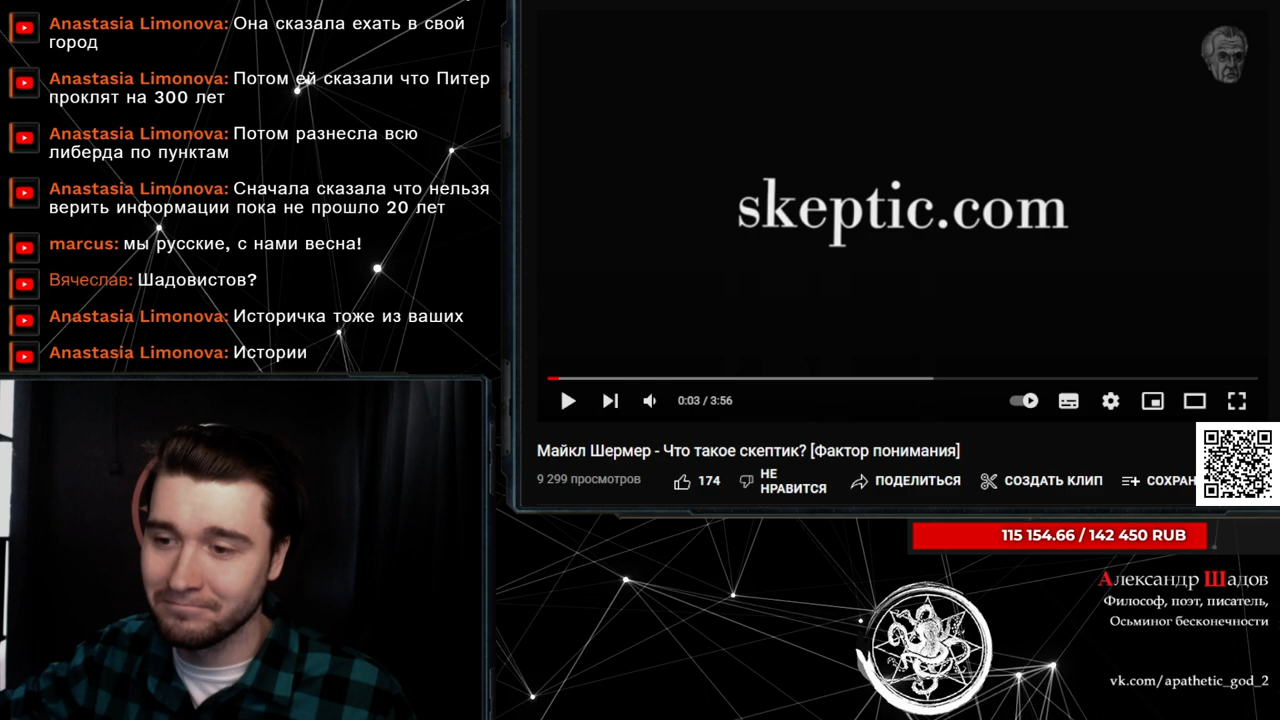 Anastasia Limonova: Она сказала ехать в свой
город
Anastasia Limonova: Потом ей сказали что Питер
проклят на 300 лет
Anastasia Limonova: Потом разнесла всю
либерда по пунктам
Anastasia Limonova: Сначала сказала что нельзя
верить информации пока не прошло 20 лет
marcus: мы русские, с нами весна!
Вячеслав: Шадовистов?
Anastasia Limonova: Историчка тоже из ваших
Anastasia Limonova: Истории
skeptic.com
0:03 / 3:56
Майкл Шермер - Что такое скептик? [Фактор понимания]
9 299 просмотров
174
НЕ
НРАВИТСЯ
ПОДЕЛИТЬСЯ
СОЗДАТЬ КЛИП
СОХРАН
115 154.66 / 142 450 RUB
Александр Шадов
Философ, поэт, писатель,
Осьминог бесконечности
vk.com/apathetic_god_2